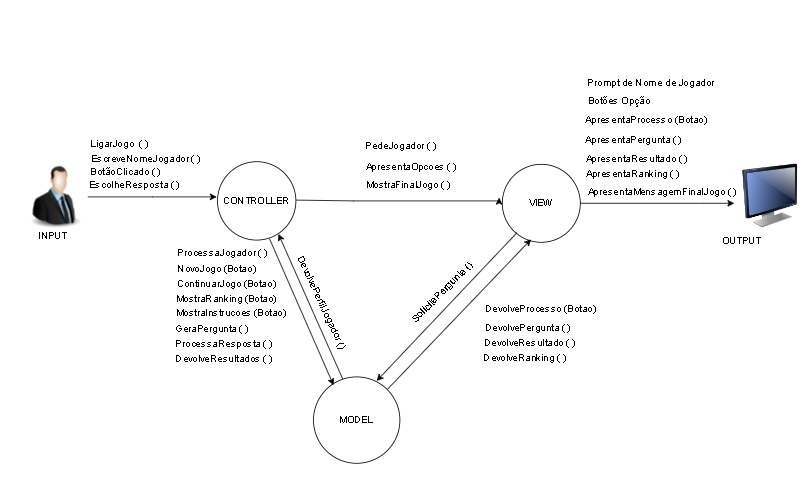 LigarJogo ( )
EscreveNomeJogador ( )
BotãoClicado ( )
EscolheResposta ( )
INPUT
CONTROLLER
PedeJogador ( )
ApresentaOpcoes ( )
MostraFinalJogo ( )
VIEW
Prompt de Nome de Jogador
Botões Opção
ApresentaProcesso (Botao)
ApresentaPergunta ( )
ApresentaResultado ( )
ApresentaRanking ( )
ApresentaMensagemFinalJogo ( )
OUTPUT
ProcessaJogador ( )
NovoJogo (Botao)
ContinuarJogo (Botao)
MostraRanking (Botao)
MostraInstrucoes (Botao)
GeraPergunta ( )
ProcessaResposta ( )
DevolveResultados ( )
DevolvePerfilJogador ( )
SolicitaPergunta ( )
DevolveProcesso (Botao)
DevolvePergunta ( )
DevolveResultado ( )
DevolveRanking ( )
MODEL